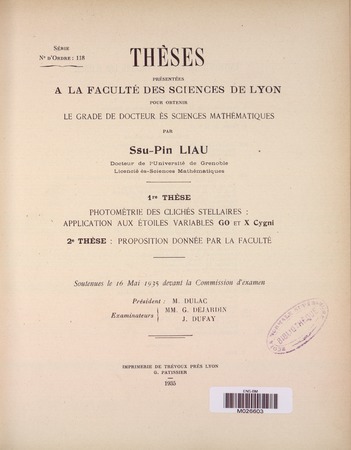 Série
N° d'Ordre : 118
THÈSES
PRÉSENTÉES
A LA FACULTÉ DES SCIENCES DE LYON
POUR OBTENIR
LE GRADE DE DOCTEUR ÈS SCIENCES MATHÉMATIQUES
PAR
Ssu-Pin LIAU
Docteur de l'Université de Grenoble
Licencié ès-Sciences Mathématiques
1re THÈSE
PHOTOMÉTRIE DES CLICHÉS STELLAIRES :
APPLICATION AUX ÉTOILES VARIABLES GO ET X Cygni
2e THÈSE : PROPOSITION DONNÉE PAR LA FACULTÉ
Soutenues le 16 Mai 1935 devant la Commission d'examen
Président : M. DULAC
Examinateurs } MM. G. DÉJARDIN
J. DUFAY
IMPRIMERIE DE TRÉVOUX PRÈS LYON
G. PATISSIER
1935
M026603